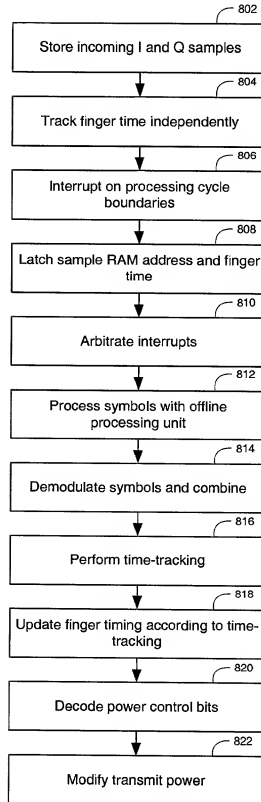 802
Store incoming I and Q samples
804
Track finger time independently
806
Interrupt on processing cycle
boundaries
808
Latch sample RAM address and finger
time
810
Arbitrate interrupts
812
Process symbols with offline
processing unit
814
Demodulate symbols and combine
816
Perform time-tracking
818
Update finger timing according to time-
tracking
820
Decode power control bits
822
Modify transmit power